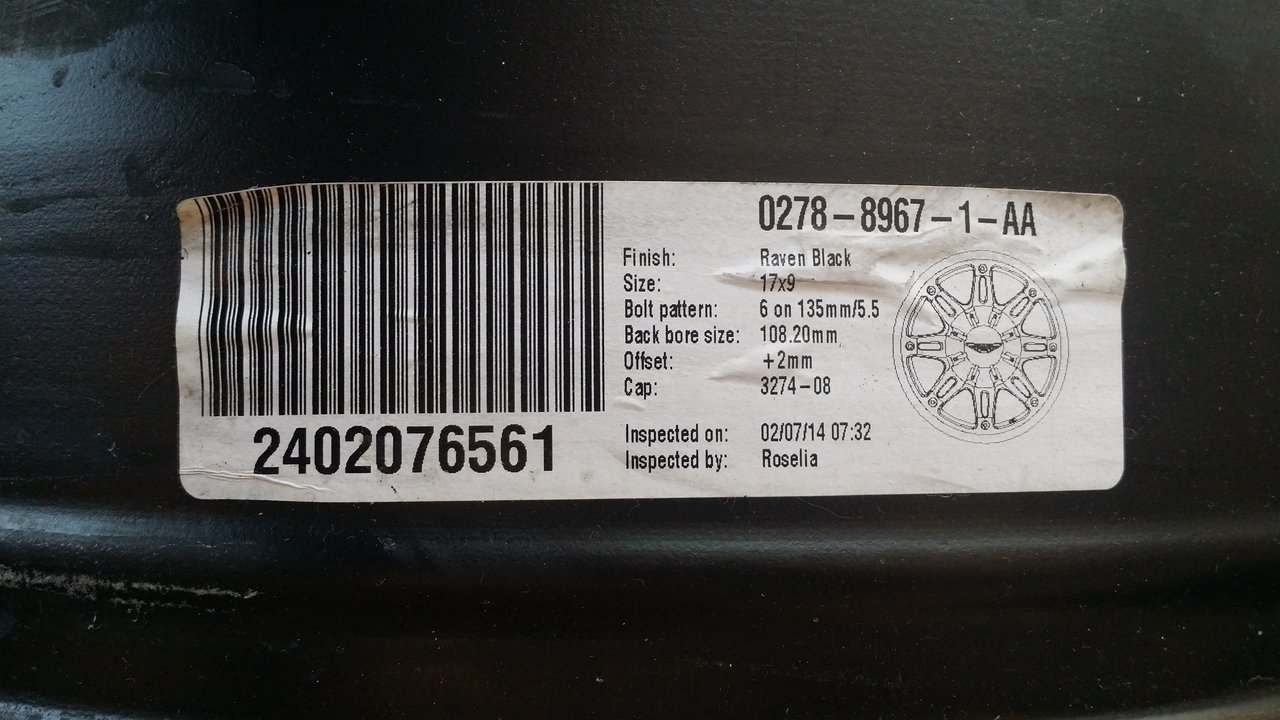 0278-8967-1-AA
Finish: Raven Black
Size: 17x9
Bolt pattern: 6 on 135mm/5.5
Back bore size: 108.20mm
Offset: +2mm
Cap: 3274-08
Inspected on: 02/07/14 07:32
Inspected by: Roselia
2402076561